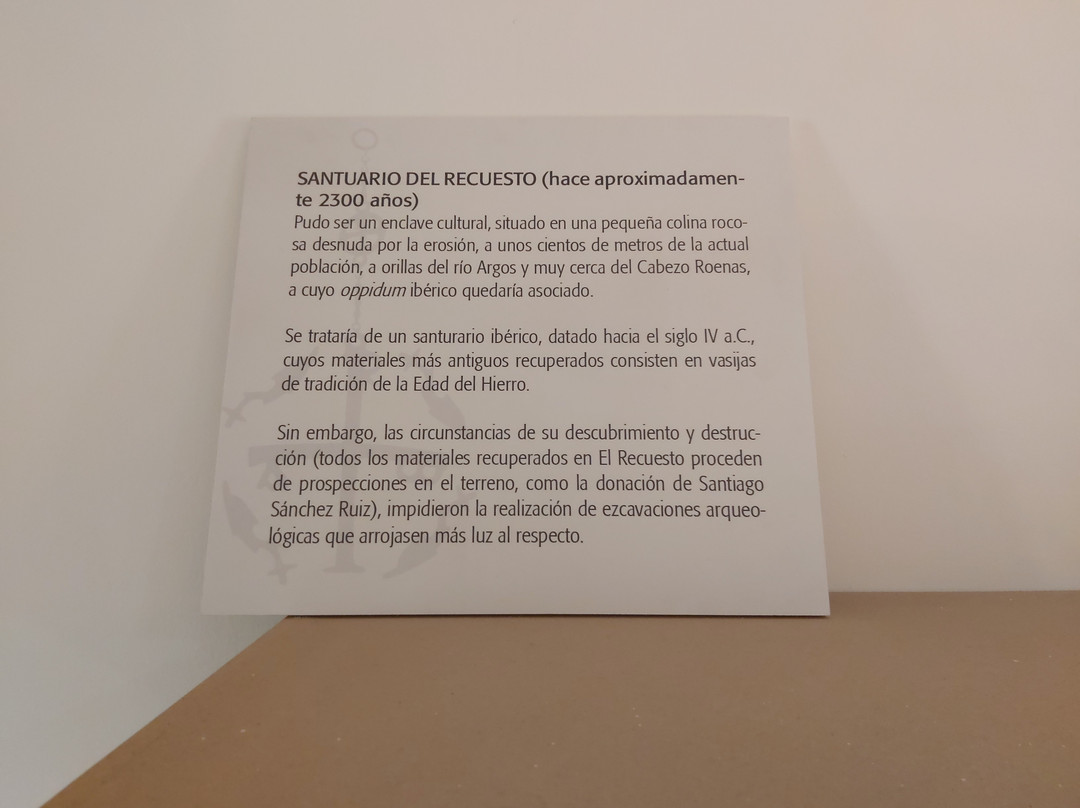 SANTUARIO DEL RECUESTO (hace aproximadamen-
te 2300 años)
Pudo ser un enclave cultural, situado en una pequeña colina roco-
sa desnuda por la erosión, a unos cientos de metros de la actual
población, a orillas del río Argos y muy cerca del Cabezo Roenas,
a cuyo oppidum ibérico quedaría asociado.
Se trataría de un santurario ibérico, datado hacia el siglo IV a.C.,
cuyos materiales más antiguos recuperados consisten en vasijas
de tradición de la Edad del Hierro.
Sin embargo, las circunstancias de su descubrimiento y destruc-
ción (todos los materiales recuperados en El Recuesto proceden
de prospecciones en el terreno, como la donación de Santiago
Sánchez Ruiz), impidieron la realización de ezcavaciones arqueo-
lógicas que arrojasen más luz al respecto.